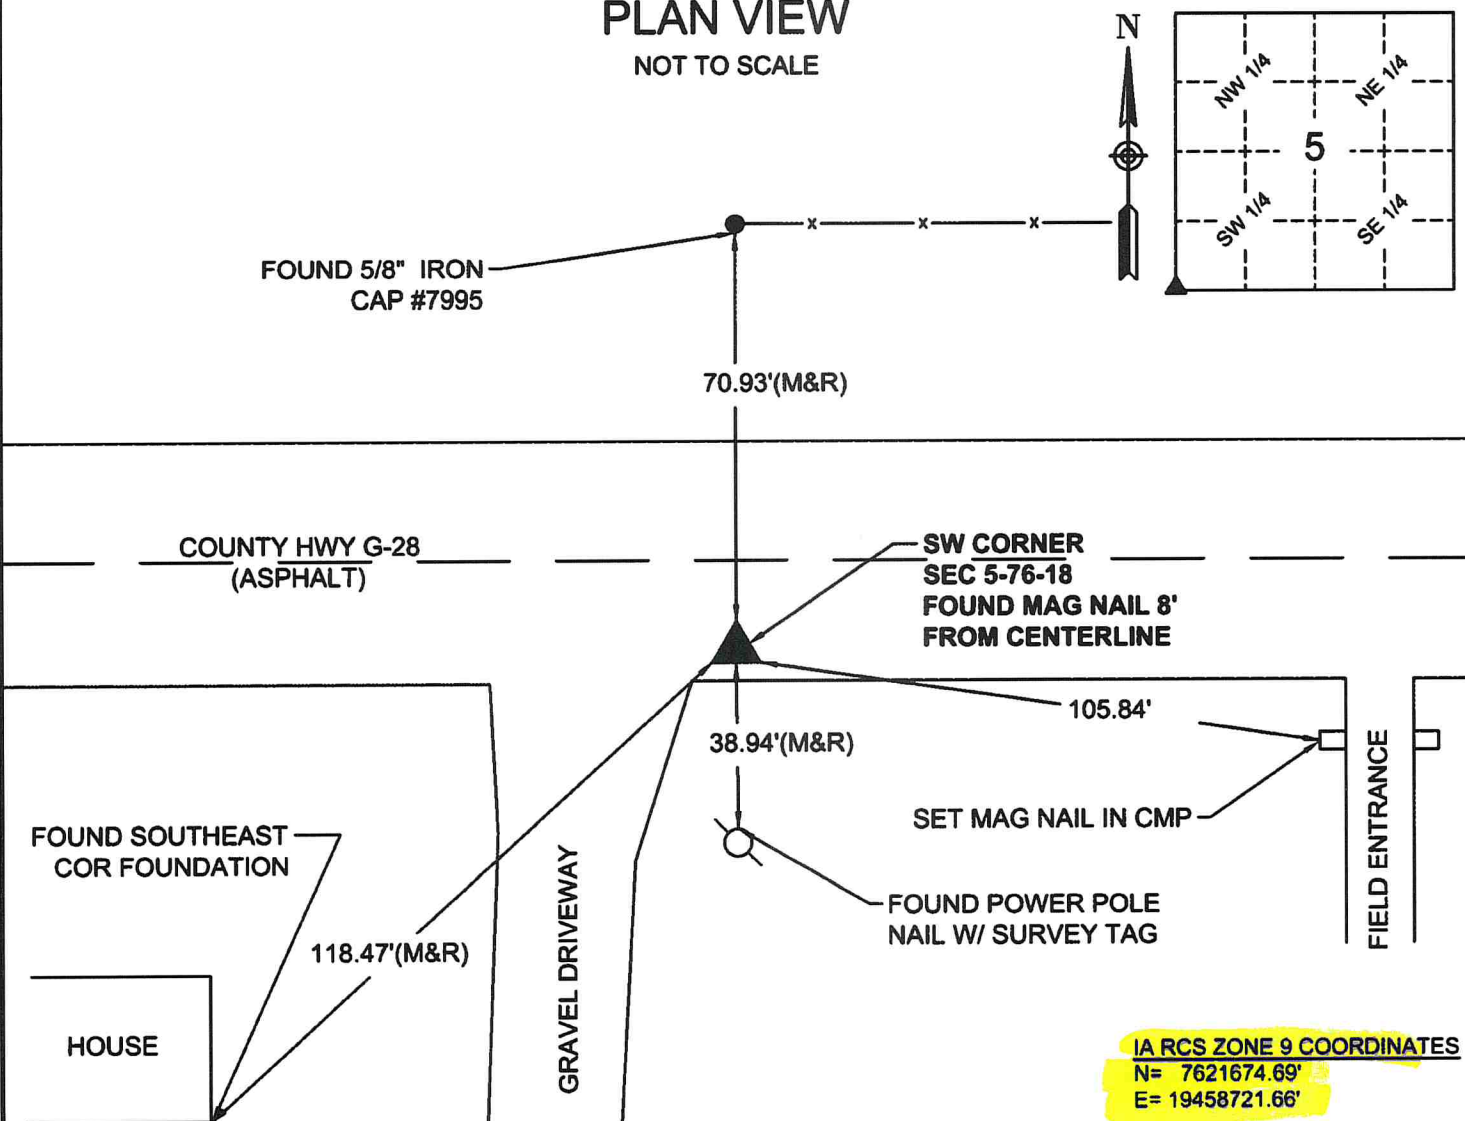 PLAN VIEW
NOT TO SCALE
N
NW 1/4
NE 1/4
5
SW 1/4
SE 1/4
x x x
FOUND 5/8" IRON
CAP #7995
70.93'(M&R)
COUNTY HWY G-28
(ASPHALT)
SW CORNER
SEC 5-76-18
FOUND MAG NAIL 8'
FROM CENTERLINE
105.84'
38.94'(M&R)
SET MAG NAIL IN CMP
FIELD ENTRANCE
FOUND SOUTHEAST
COR FOUNDATION
FOUND POWER POLE
NAIL W/ SURVEY TAG
118.47'(M&R)
GRAVEL DRIVEWAY
HOUSE
IA RCS ZONE 9 COORDINATES
N= 7621674.69'
E= 19458721.66'